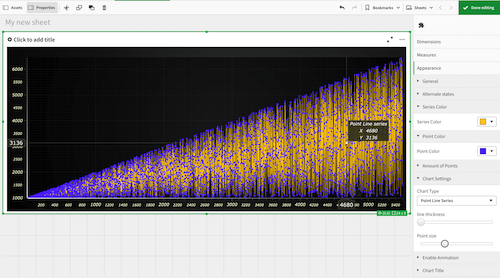 Assets
Properties
Bookmarks
Sheets
Done editing
My new sheet
Click to add title
6000
5500
5000
4500
4000
3500
3136
3000
2500
2000
1500
1000
Point Line series
X 4680
Y 3136
200 400 600 800 1000 1200 1400 1600 1800 2000 2200 2400 2600 2800 3000 3200 3400 3600 3800 4000 4200 4400 4680 5000 5200 5400
Dimensions
Measures
Appearance
General
Alternate states
Series Color
Series Color
Point Color
Point Color
Amount of Points
Chart Settings
Chart Type
Point Line Series
line thickness
Point size
Enable Animation
Chart Title